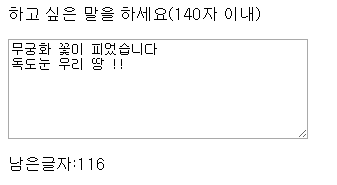 하고 싶은 말을 하세요(140자 이내)
무궁화 꽃이 피었습니다
독도눈 우리 땅 !!
남은글자:116